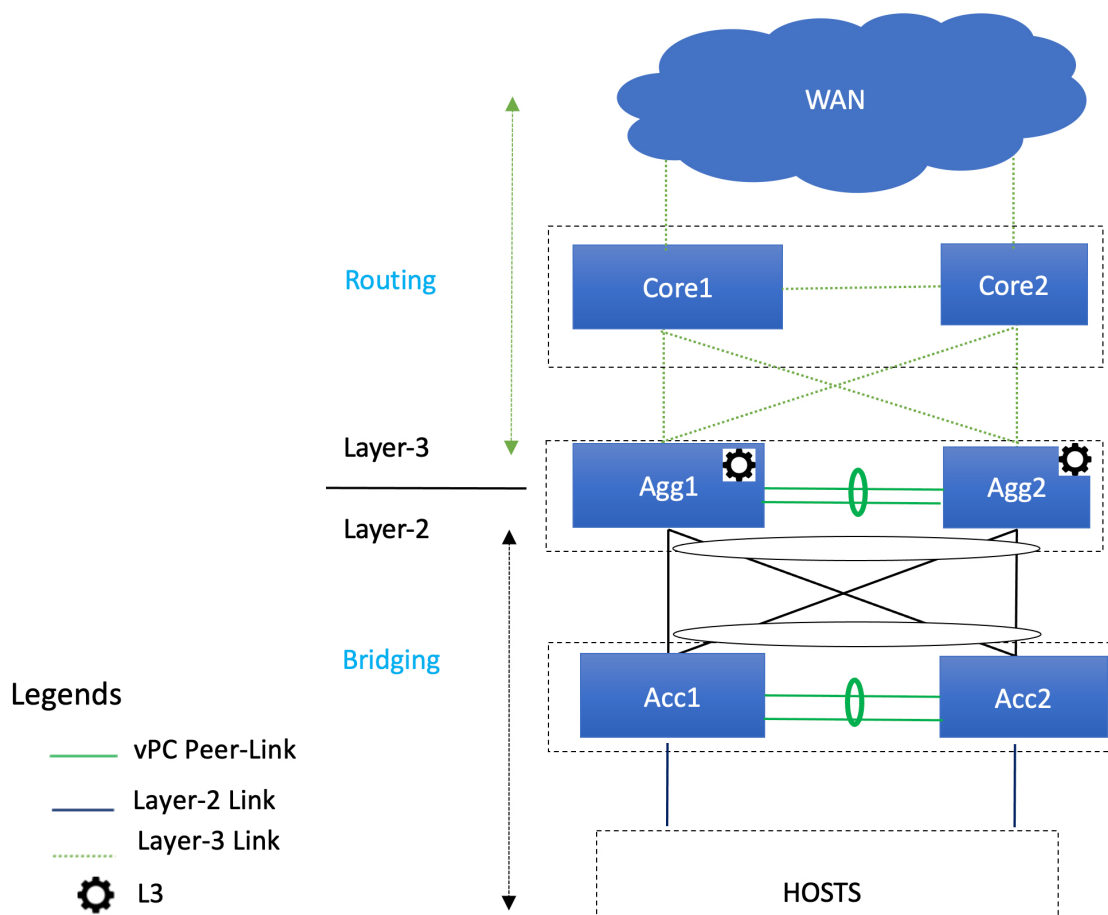 WAN
Routing
Core1
Core2
Layer-3
Agg1
Agg2
Layer-2
Bridging
Acc1
Acc2
Legends
vPC Peer-Link
Layer-2 Link
Layer-3 Link
L3
HOSTS